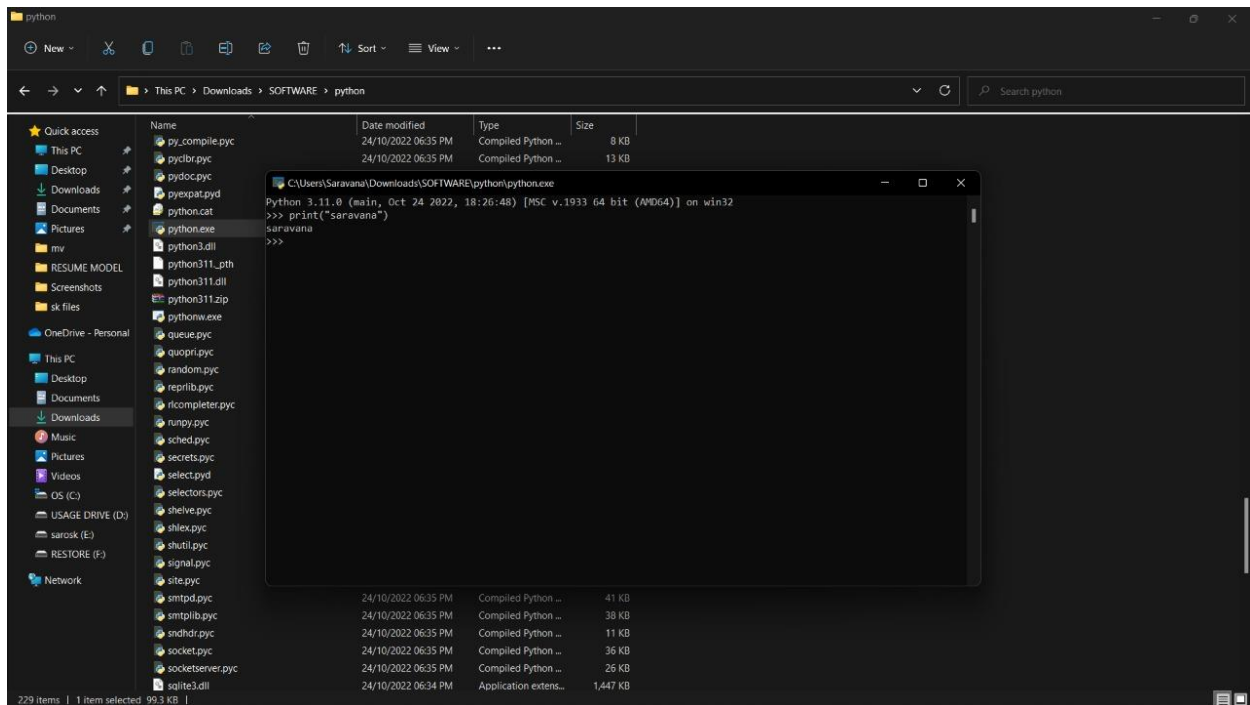 python
New
Sort
View
This PC > Downloads > SOFTWARE > python
Search python
Quick access
This PC
Desktop
Downloads
Documents
Pictures
mv
RESUME MODEL
Screenshots
sk files
OneDrive - Personal
This PC
Desktop
Documents
Downloads
Music
Pictures
Videos
OS (C:)
USAGE DRIVE (D:)
sarosk (E:)
RESTORE (F:)
Network
Name Date modified Type Size
py_compile.pyc 24/10/2022 06:35 PM Compiled Python ... 8 KB
pyclbr.pyc 24/10/2022 06:35 PM Compiled Python ... 13 KB
pydoc.pyc
pyexpat.pyd
python.cat
python.exe
python3.dll
python311._pth
python311.dll
python311.zip
pythonw.exe
queue.pyc
quopri.pyc
random.pyc
reprlib.pyc
rlcompleter.pyc
runpy.pyc
sched.pyc
secrets.pyc
select.pyd
selectors.pyc
shelve.pyc
shlex.pyc
shutil.pyc
signal.pyc
site.pyc
smtpd.pyc 24/10/2022 06:35 PM Compiled Python ... 41 KB
smtplib.pyc 24/10/2022 06:35 PM Compiled Python ... 38 KB
sndhdr.pyc 24/10/2022 06:35 PM Compiled Python ... 11 KB
socket.pyc 24/10/2022 06:35 PM Compiled Python ... 36 KB
socketserver.pyc 24/10/2022 06:35 PM Compiled Python ... 26 KB
sqlite3.dll 24/10/2022 06:34 PM Application extens... 1,447 KB
C:\Users\Saravana\Downloads\SOFTWARE\python\python.exe
Python 3.11.0 (main, Oct 24 2022, 18:26:48) [MSC v.1933 64 bit (AMD64)] on win32
>>> print("saravana")
saravana
>>>
229 items | 1 item selected 99.3 KB |